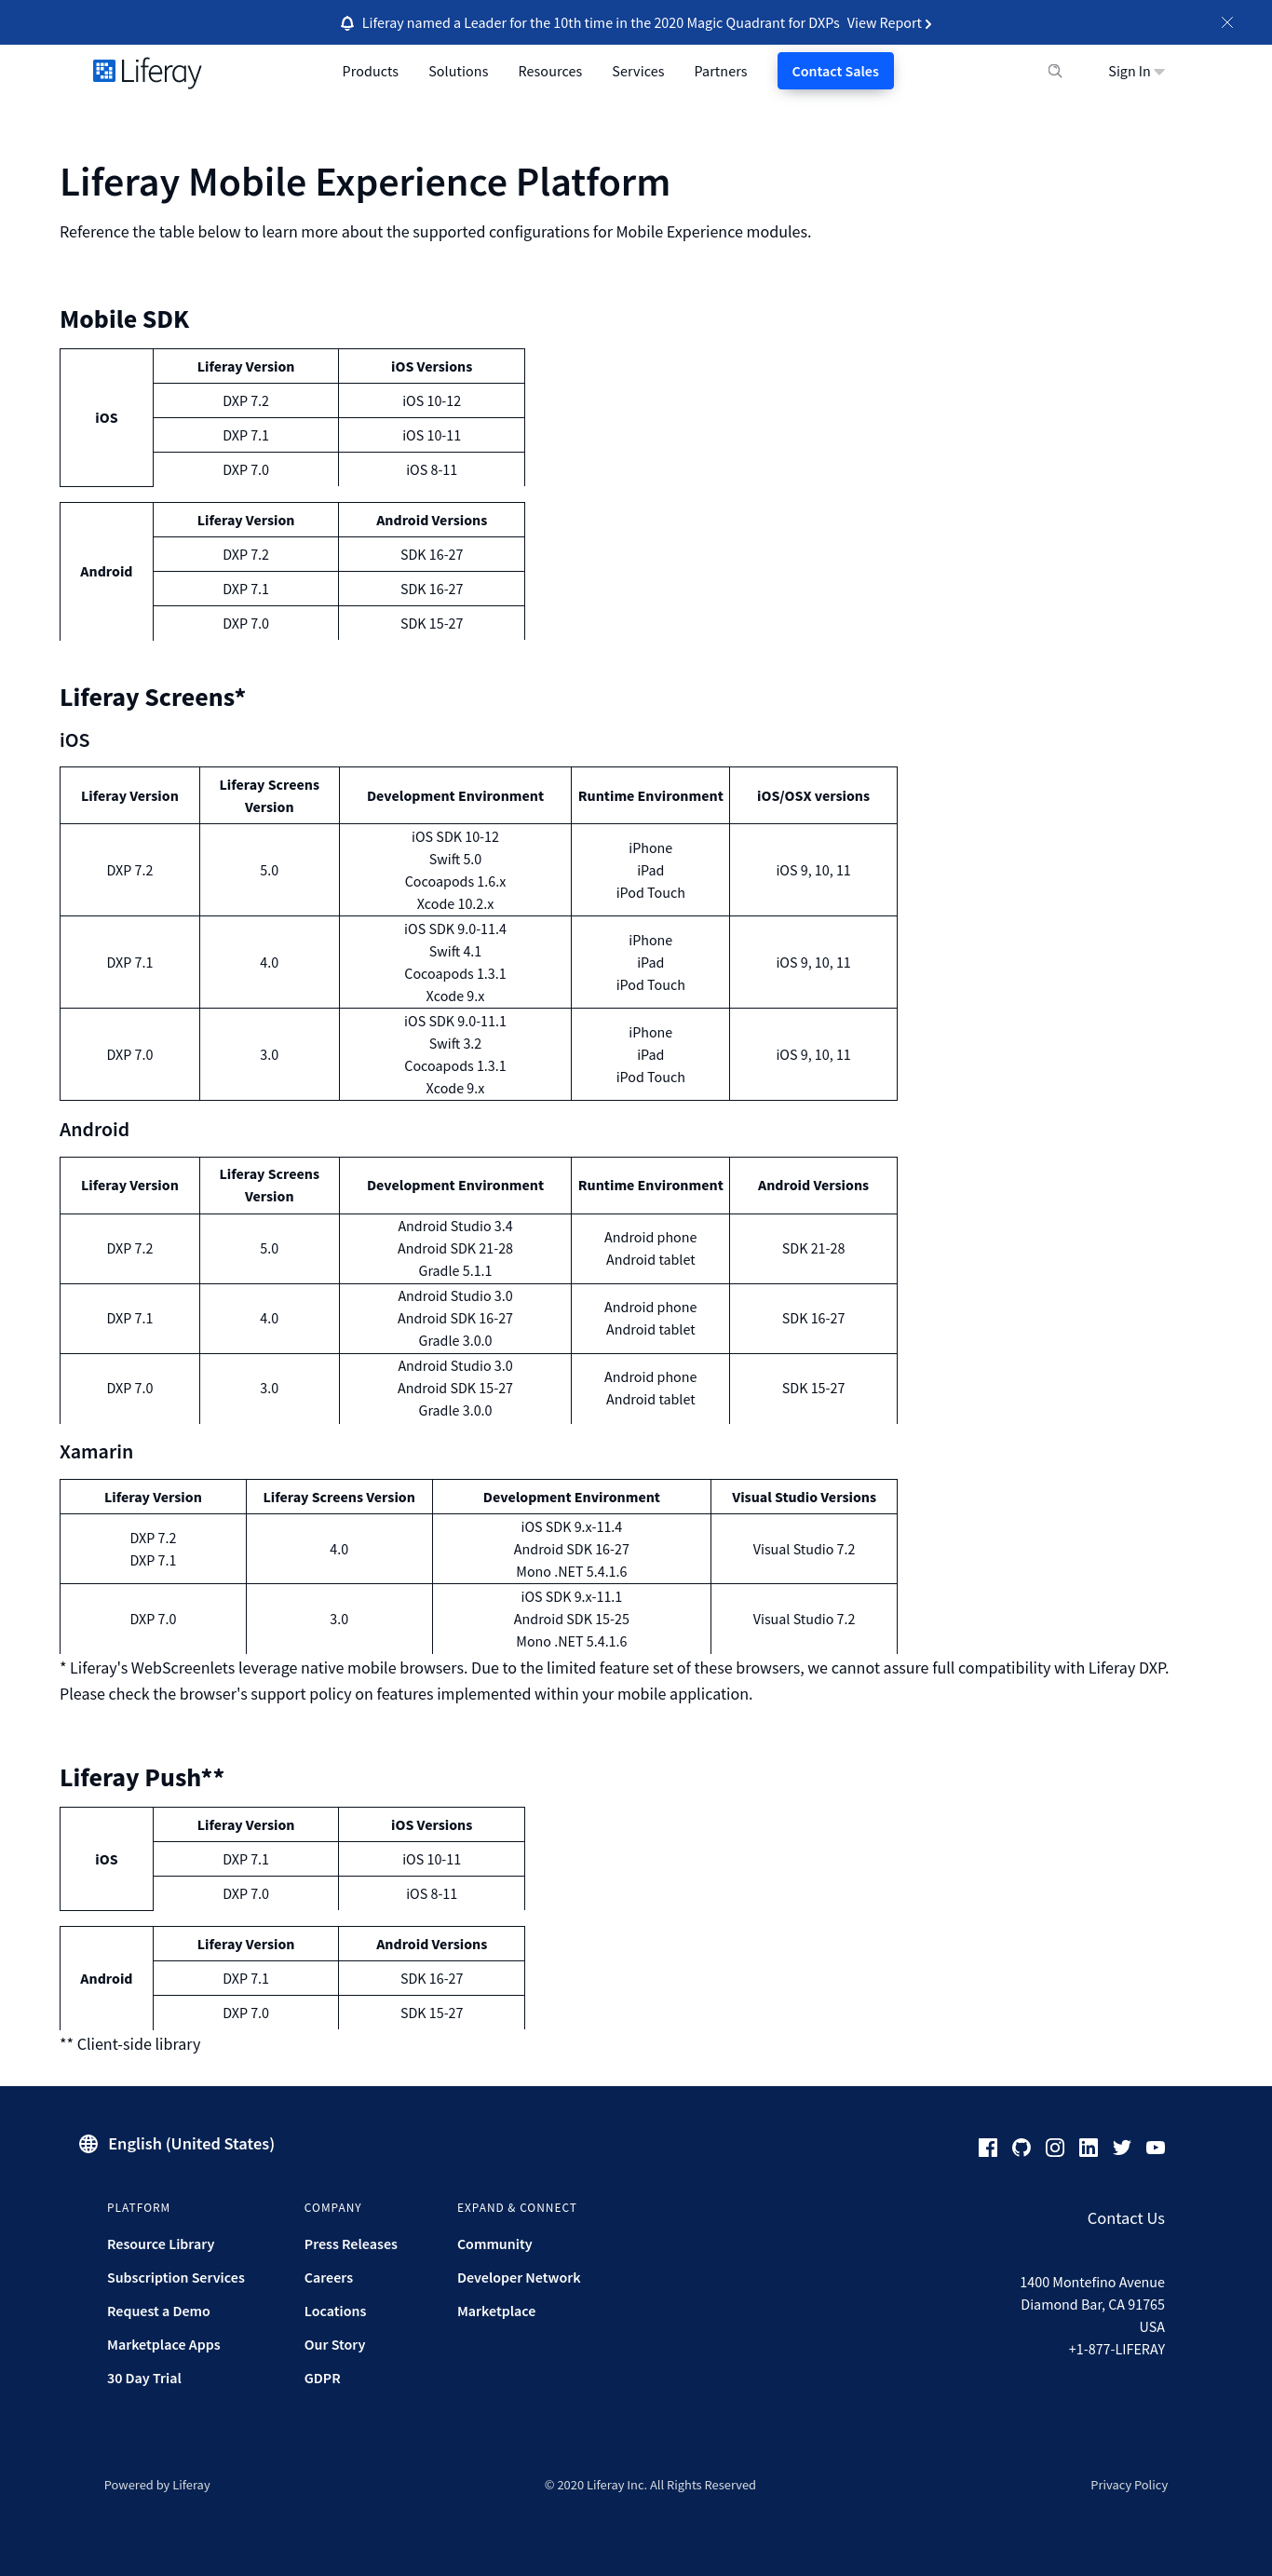 Liferay named a Leader for the 10th time in the 2020 Magic Quadrant for DXPs View Report
Liferay
Products Solutions Resources Services Partners Contact Sales Sign In
Liferay Mobile Experience Platform
Reference the table below to learn more about the supported configurations for Mobile Experience modules.
Mobile SDK
iOS
Liferay Version iOS Versions
DXP 7.2 iOS 10-12
DXP 7.1 iOS 10-11
DXP 7.0 iOS 8-11
Android
Liferay Version Android Versions
DXP 7.2 SDK 16-27
DXP 7.1 SDK 16-27
DXP 7.0 SDK 15-27
Liferay Screens*
iOS
Liferay Version
Liferay Screens
Version
Development Environment
Runtime Environment
iOS/OSX versions
DXP 7.2
5.0
iOS SDK 10-12
Swift 5.0
Cocoapods 1.6.x
Xcode 10.2.x
iPhone
iPad
iPod Touch
iOS 9, 10, 11
DXP 7.1
4.0
iOS SDK 9.0-11.4
Swift 4.1
Cocoapods 1.3.1
Xcode 9.x
iPhone
iPad
iPod Touch
iOS 9, 10, 11
DXP 7.0
3.0
iOS SDK 9.0-11.1
Swift 3.2
Cocoapods 1.3.1
Xcode 9.x
iPhone
iPad
iPod Touch
iOS 9, 10, 11
Android
Liferay Version
Liferay Screens
Version
Development Environment
Runtime Environment
Android Versions
DXP 7.2
5.0
Android Studio 3.4
Android SDK 21-28
Gradle 5.1.1
Android phone
Android tablet
SDK 21-28
DXP 7.1
4.0
Android Studio 3.0
Android SDK 16-27
Gradle 3.0.0
Android phone
Android tablet
SDK 16-27
DXP 7.0
3.0
Android Studio 3.0
Android SDK 15-27
Gradle 3.0.0
Android phone
Android tablet
SDK 15-27
Xamarin
Liferay Version Liferay Screens Version Development Environment Visual Studio Versions
DXP 7.2
DXP 7.1
4.0
iOS SDK 9.x-11.4
Android SDK 16-27
Mono .NET 5.4.1.6
Visual Studio 7.2
DXP 7.0
3.0
iOS SDK 9.x-11.1
Android SDK 15-25
Mono .NET 5.4.1.6
Visual Studio 7.2
* Liferay's WebScreenlets leverage native mobile browsers. Due to the limited feature set of these browsers, we cannot assure full compatibility with Liferay DXP.
Please check the browser's support policy on features implemented within your mobile application.
Liferay Push**
iOS
Liferay Version iOS Versions
DXP 7.1 iOS 10-11
DXP 7.0 iOS 8-11
Android
Liferay Version Android Versions
DXP 7.1 SDK 16-27
DXP 7.0 SDK 15-27
** Client-side library
English (United States)
PLATFORM
Resource Library
Subscription Services
Request a Demo
Marketplace Apps
30 Day Trial
COMPANY
Press Releases
Careers
Locations
Our Story
GDPR
EXPAND & CONNECT
Community
Developer Network
Marketplace
Contact Us
1400 Montefino Avenue
Diamond Bar, CA 91765
USA
+1-877-LIFERAY
Powered by Liferay
© 2020 Liferay Inc. All Rights Reserved
Privacy Policy